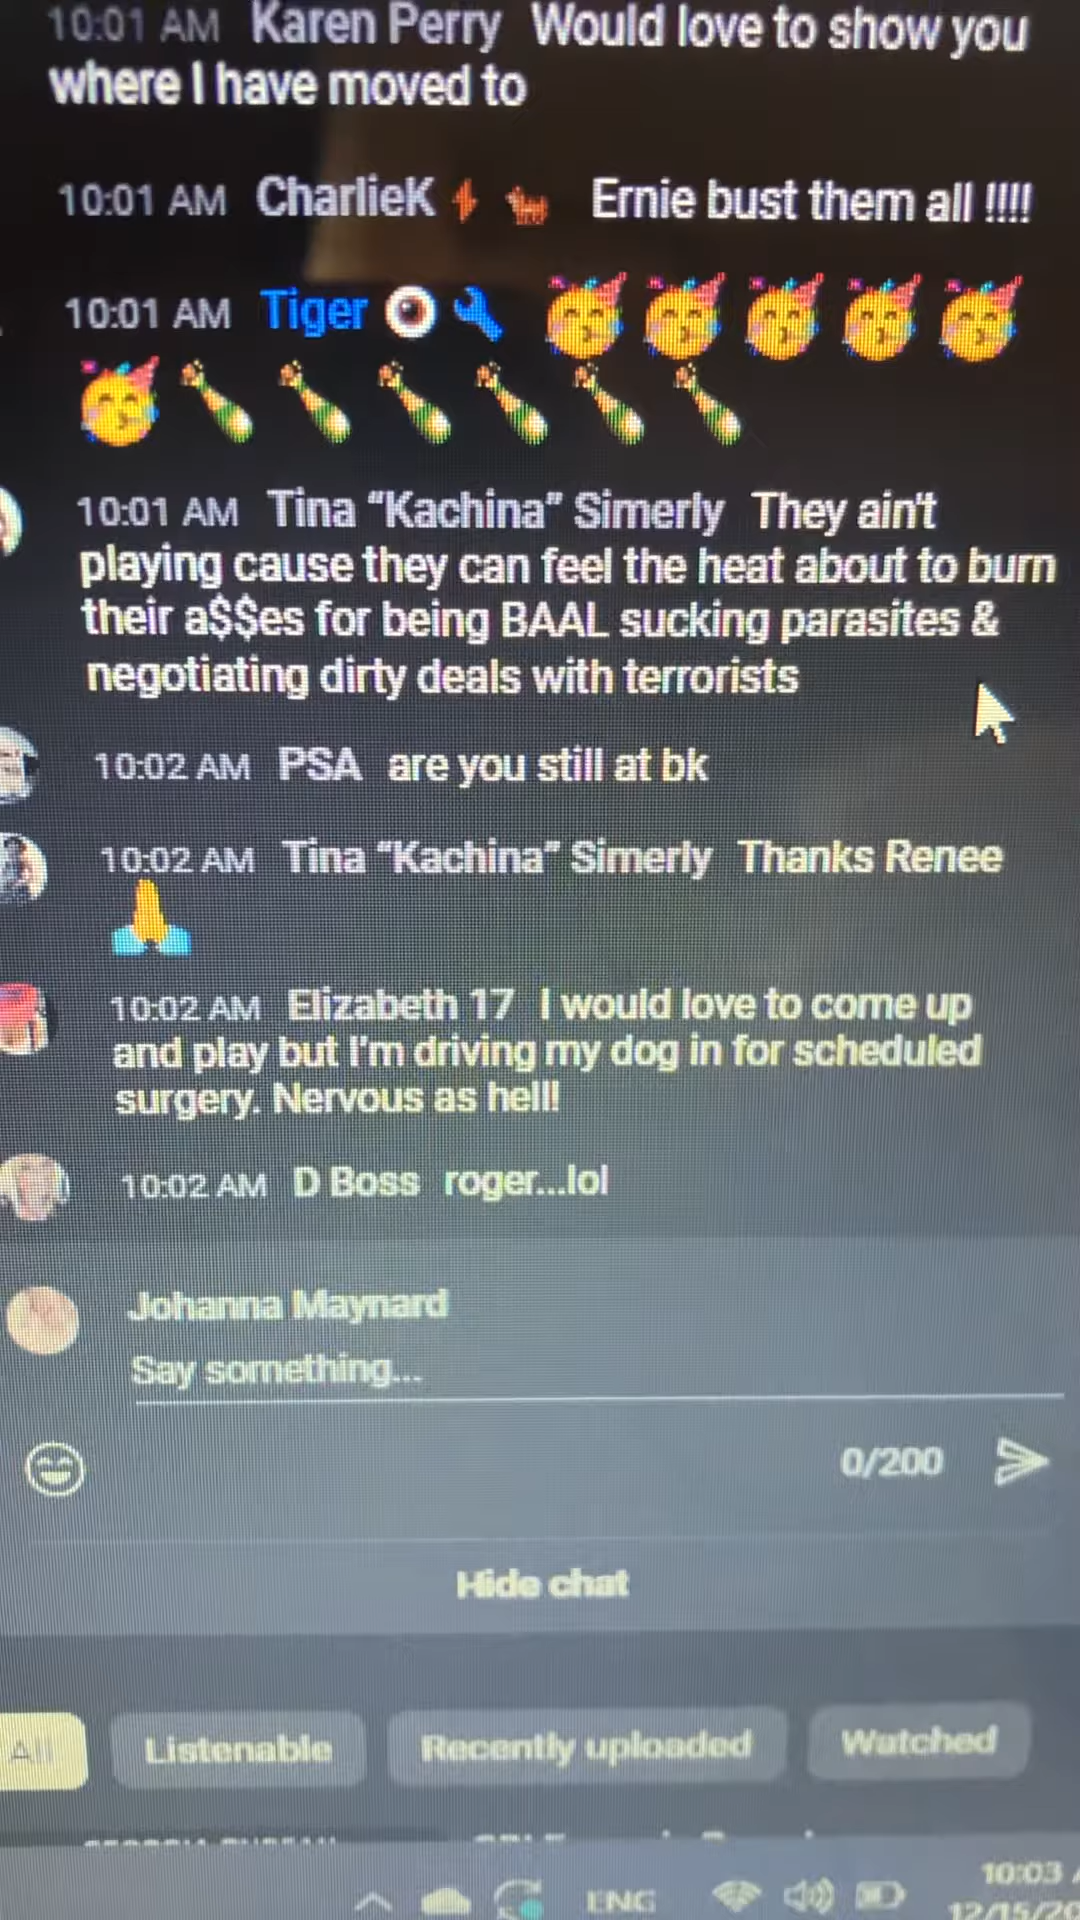 10:01 AM Karen Perry Would love to show you
where I have moved to
10:01 AM CharlieK Ernie bust them all !!!!
10:01 AM Tiger
10:01 AM Tina “Kachina” Simerly They ain't
playing cause they can feel the heat about to burn
their a$$es for being BAAL sucking parasites &
negotiating dirty deals with terrorists
10:02 AM PSA are you still at bk
10:02 AM Tina “Kachina” Simerly Thanks Renee
10:02 AM Elizabeth 17 I would love to come up
and play but I'm driving my dog in for scheduled
surgery. Nervous as hell!
10:02 AM D Boss roger...lol
Johanna Maynard
Say something...
0/200
Hide chat
All Listenable Recently uploaded Watched
ENG 10:03
12/15/20